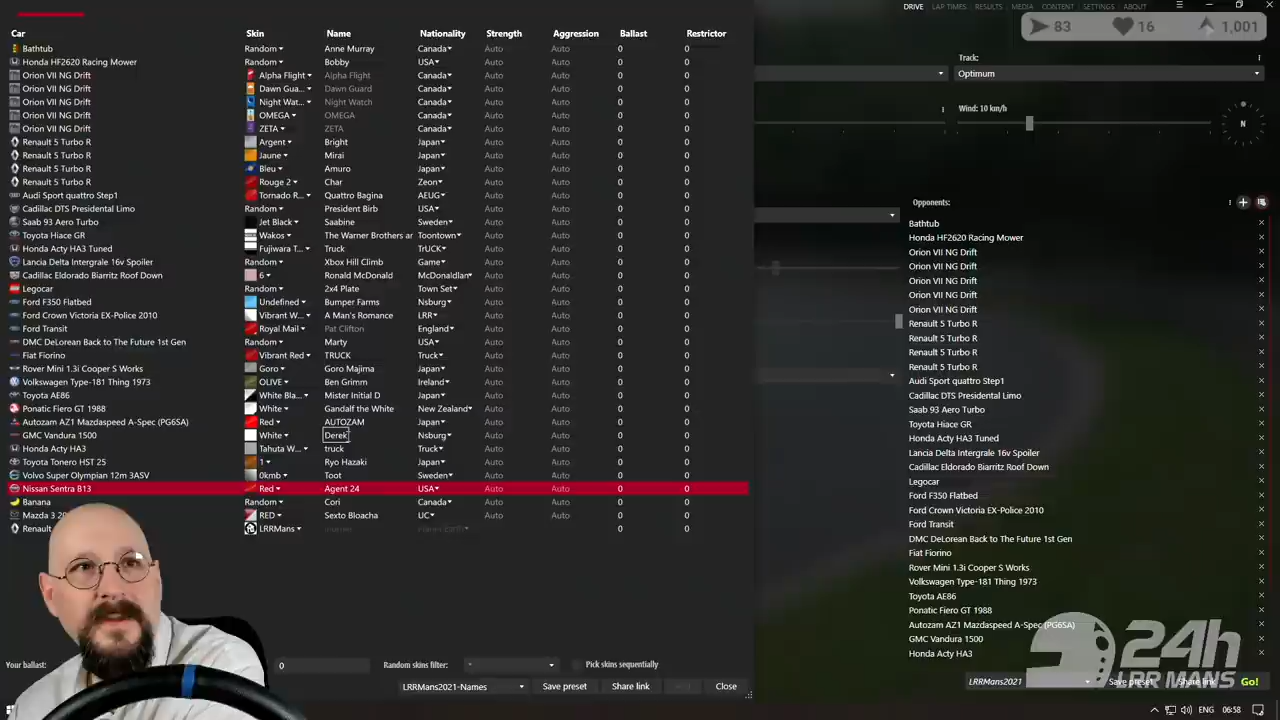 DRIVE LAP TIMES RESULTS MEDIA CONTENT SETTINGS ABOUT
83 16 1,001
Car Skin Name Nationality Strength Aggression Ballast Restrictor
Bathtub Random Anne Murray Canada Auto Auto 0 0
Honda HF2620 Racing Mower Random Bobby USA Auto Auto 0 0
Orion VII NG Drift Alpha Flight Alpha Flight Canada Auto Auto 0 0
Orion VII NG Drift Dawn Gua... Dawn Guard Canada Auto Auto 0 0
Orion VII NG Drift Night Wat... Night Watch Canada Auto Auto 0 0
Orion VII NG Drift OMEGA OMEGA Canada Auto Auto 0 0
Orion VII NG Drift ZETA ZETA Canada Auto Auto 0 0
Renault 5 Turbo R Argent Bright Japan Auto Auto 0 0
Renault 5 Turbo R Jaune Mirai Japan Auto Auto 0 0
Renault 5 Turbo R Bleu Amuro Japan Auto Auto 0 0
Renault 5 Turbo R Rouge 2 Char Zeon Auto Auto 0 0
Audi Sport quattro Step1 Tornado R... Quattro Bagina AEUG Auto Auto 0 0
Cadillac DTS Presidental Limo Random President Birb USA Auto Auto 0 0
Saab 93 Aero Turbo Jet Black Saabine Sweden Auto Auto 0 0
Toyota Hiace GR Wakos The Warner Brothers ar Toontown Auto Auto 0 0
Honda Acty HA3 Tuned Fujiwara T... Truck TrUCK Auto Auto 0 0
Lancia Delta Intergrale 16v Spoiler Random Xbox Hill Climb Game Auto Auto 0 0
Cadillac Eldorado Biarritz Roof Down 6 Ronald McDonald McDonaldlan Auto Auto 0 0
Legocar Random 2x4 Plate Town Set Auto Auto 0 0
Ford F350 Flatbed Undefined Bumper Farms Nsburg Auto Auto 0 0
Ford Crown Victoria EX-Police 2010 Vibrant W... A Man's Romance LRR Auto Auto 0 0
Ford Transit Royal Mail Pat Clifton England Auto Auto 0 0
DMC DeLorean Back to The Future 1st Gen Random Marty USA Auto Auto 0 0
Fiat Fiorino Vibrant Red TRUCK Truck Auto Auto 0 0
Rover Mini 1.3i Cooper S Works Goro Goro Majima Japan Auto Auto 0 0
Volkswagen Type-181 Thing 1973 OLIVE Ben Grimm Ireland Auto Auto 0 0
Toyota AE86 White Bla... Mister Initial D Japan Auto Auto 0 0
Ponatic Fiero GT 1988 White Gandalf the White New Zealand Auto Auto 0 0
Autozam AZ1 Mazdaspeed A-Spec (PG6SA) Red AUTOZAM Japan Auto Auto 0 0
GMC Vandura 1500 White Derek Nsburg Auto Auto 0 0
Honda Acty HA3 Tahuta W... truck Truck Auto Auto 0 0
Toyota Tonero HST 25 1 Ryo Hazaki Japan Auto Auto 0 0
Volvo Super Olympian 12m 3ASV 0kmb Toot Sweden Auto Auto 0 0
Nissan Sentra B13 Red Agent 24 USA Auto Auto 0 0
Banana Random Cori Canada Auto Auto 0 0
Mazda 3 20 RED Sexto Bloacha UC Auto Auto 0 0
Renault LRRMans 0 0
Your ballast: 0 Random skins filter: * Pick skins sequentially
LRRMans2021-Names Save preset Share link Close
Track:
Optimum
Wind: 10 km/h
N
Opponents:
Bathtub
Honda HF2620 Racing Mower
Orion VII NG Drift
Orion VII NG Drift
Orion VII NG Drift
Orion VII NG Drift
Orion VII NG Drift
Renault 5 Turbo R
Renault 5 Turbo R
Renault 5 Turbo R
Renault 5 Turbo R
Audi Sport quattro Step1
Cadillac DTS Presidental Limo
Saab 93 Aero Turbo
Toyota Hiace GR
Honda Acty HA3 Tuned
Lancia Delta Intergrale 16v Spoiler
Cadillac Eldorado Biarritz Roof Down
Legocar
Ford F350 Flatbed
Ford Crown Victoria EX-Police 2010
Ford Transit
DMC DeLorean Back to The Future 1st Gen
Fiat Fiorino
Rover Mini 1.3i Cooper S Works
Volkswagen Type-181 Thing 1973
Toyota AE86
Ponatic Fiero GT 1988
Autozam AZ1 Mazdaspeed A-Spec (PG6SA)
GMC Vandura 1500
Honda Acty HA3
24h
LRR MANS
LRRMans2021 Save preset Share link Go!
ENG 06:58